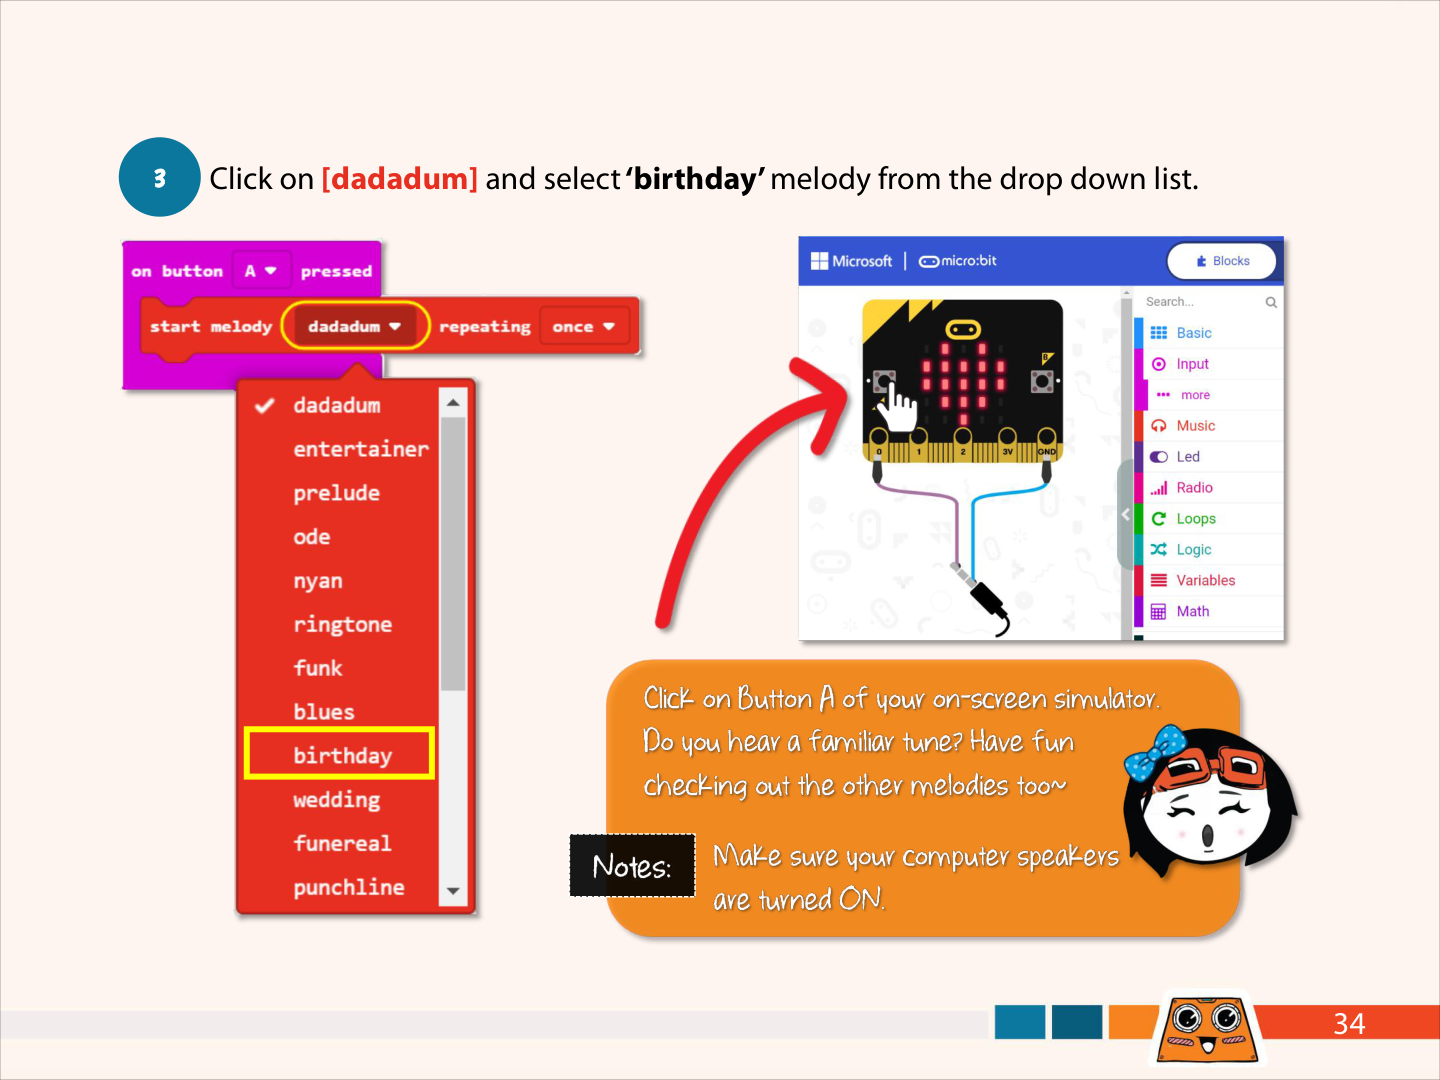 3 Click on [dadadum] and select ‘birthday’ melody from the drop down list.
on button A pressed
start melody dadadum repeating once
dadadum
entertainer
prelude
ode
nyan
ringtone
funk
blues
birthday
wedding
funereal
punchline
Microsoft | micro:bit
Blocks
Search...
Basic
Input
more
Music
Led
Radio
Loops
Logic
Variables
Math
B
0 1 2 3V GND
Click on Button A of your on-screen simulator.
Do you hear a familiar tune? Have fun
checking out the other melodies too~
Notes: Make sure your computer speakers
are turned ON.
34